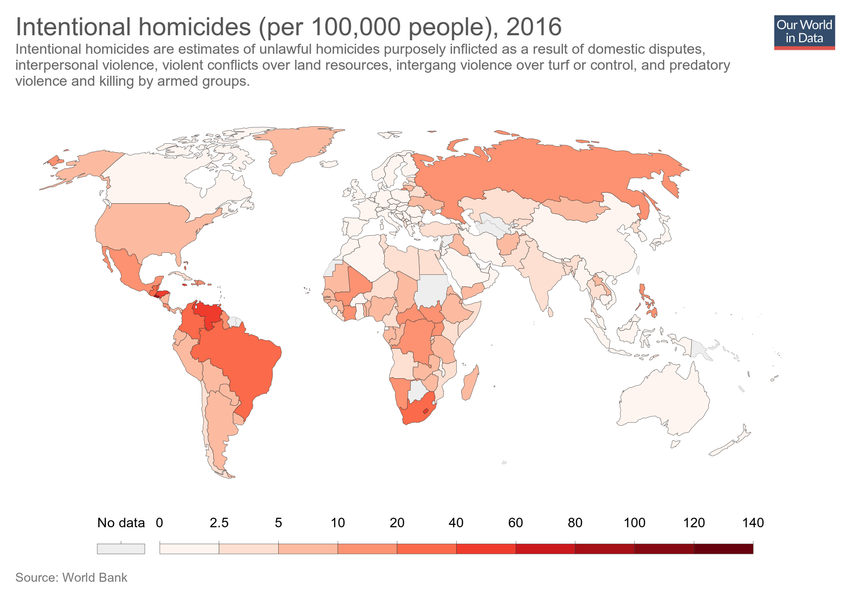 Intentional homicides (per 100,000 people), 2016
Our World
in Data
Intentional homicides are estimates of unlawful homicides purposely inflicted as a result of domestic disputes,
interpersonal violence, violent conflicts over land resources, intergang violence over turf or control, and predatory
violence and killing by armed groups.
No data 0 2.5 5 10 20 40 60 80 100 120 140
Source: World Bank